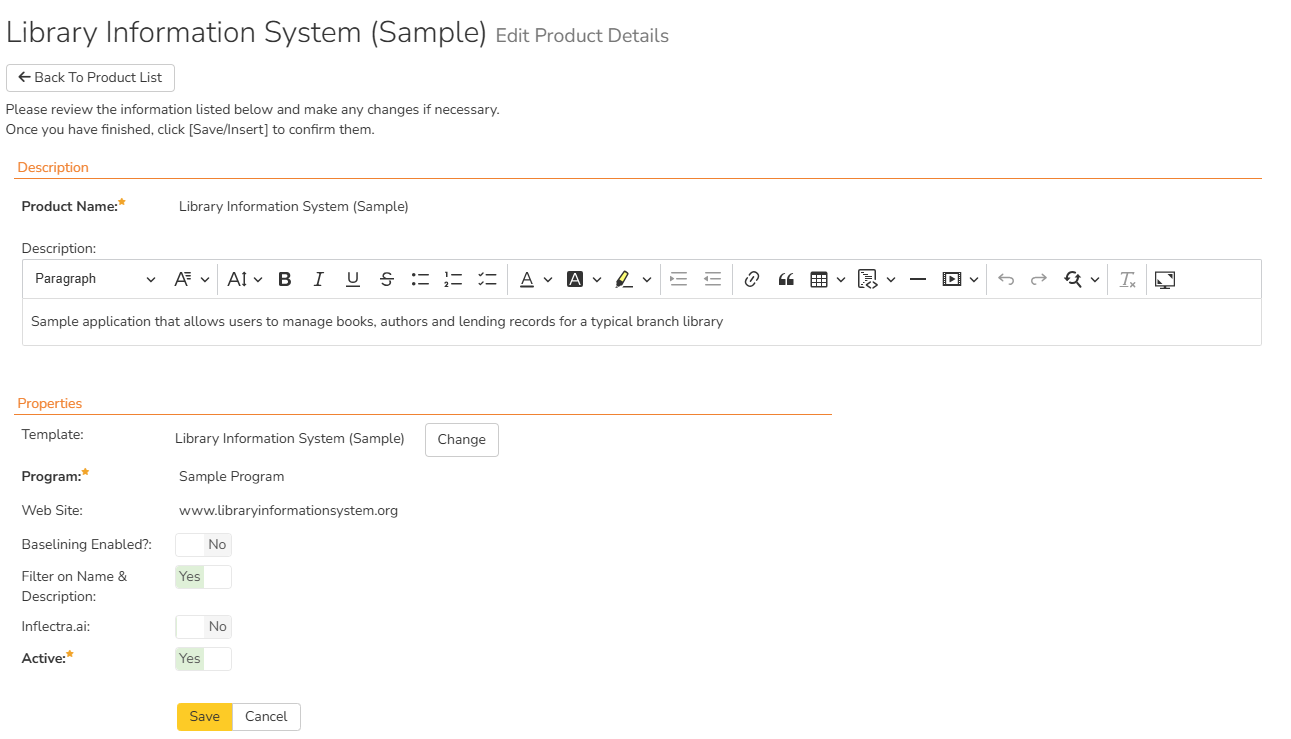 Library Information System (Sample) Edit Product Details
Back To Product List
Please review the information listed below and make any changes if necessary.
Once you have finished, click [Save/Insert] to confirm them.
Description
Product Name: Library Information System (Sample)
Description:
Paragraph
Sample application that allows users to manage books, authors and lending records for a typical branch library
Properties
Template: Library Information System (Sample) Change
Program: Sample Program
Web Site: www.libraryinformationsystem.org
Baselining Enabled?: No
Filter on Name & Yes
Description:
Inflectra.ai: No
Active: Yes
Save Cancel